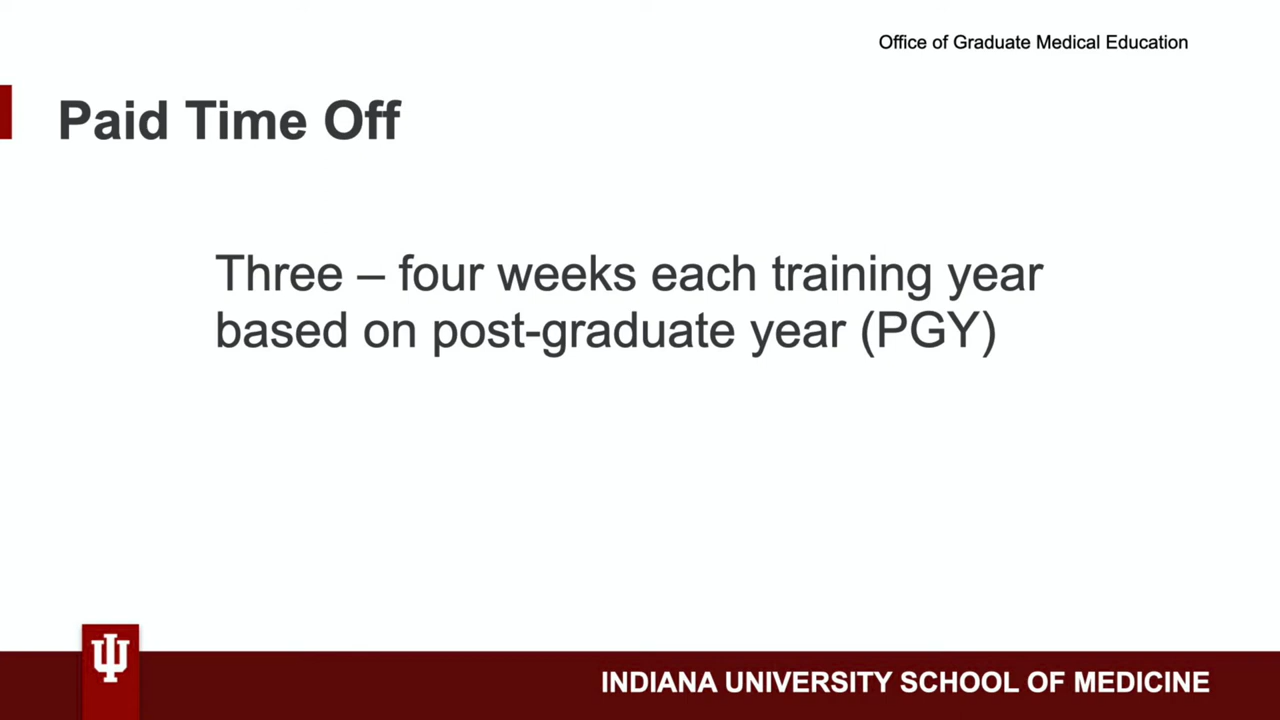 Office of Graduate Medical Education
Paid Time Off
Three – four weeks each training year
based on post-graduate year (PGY)
INDIANA UNIVERSITY SCHOOL OF MEDICINE